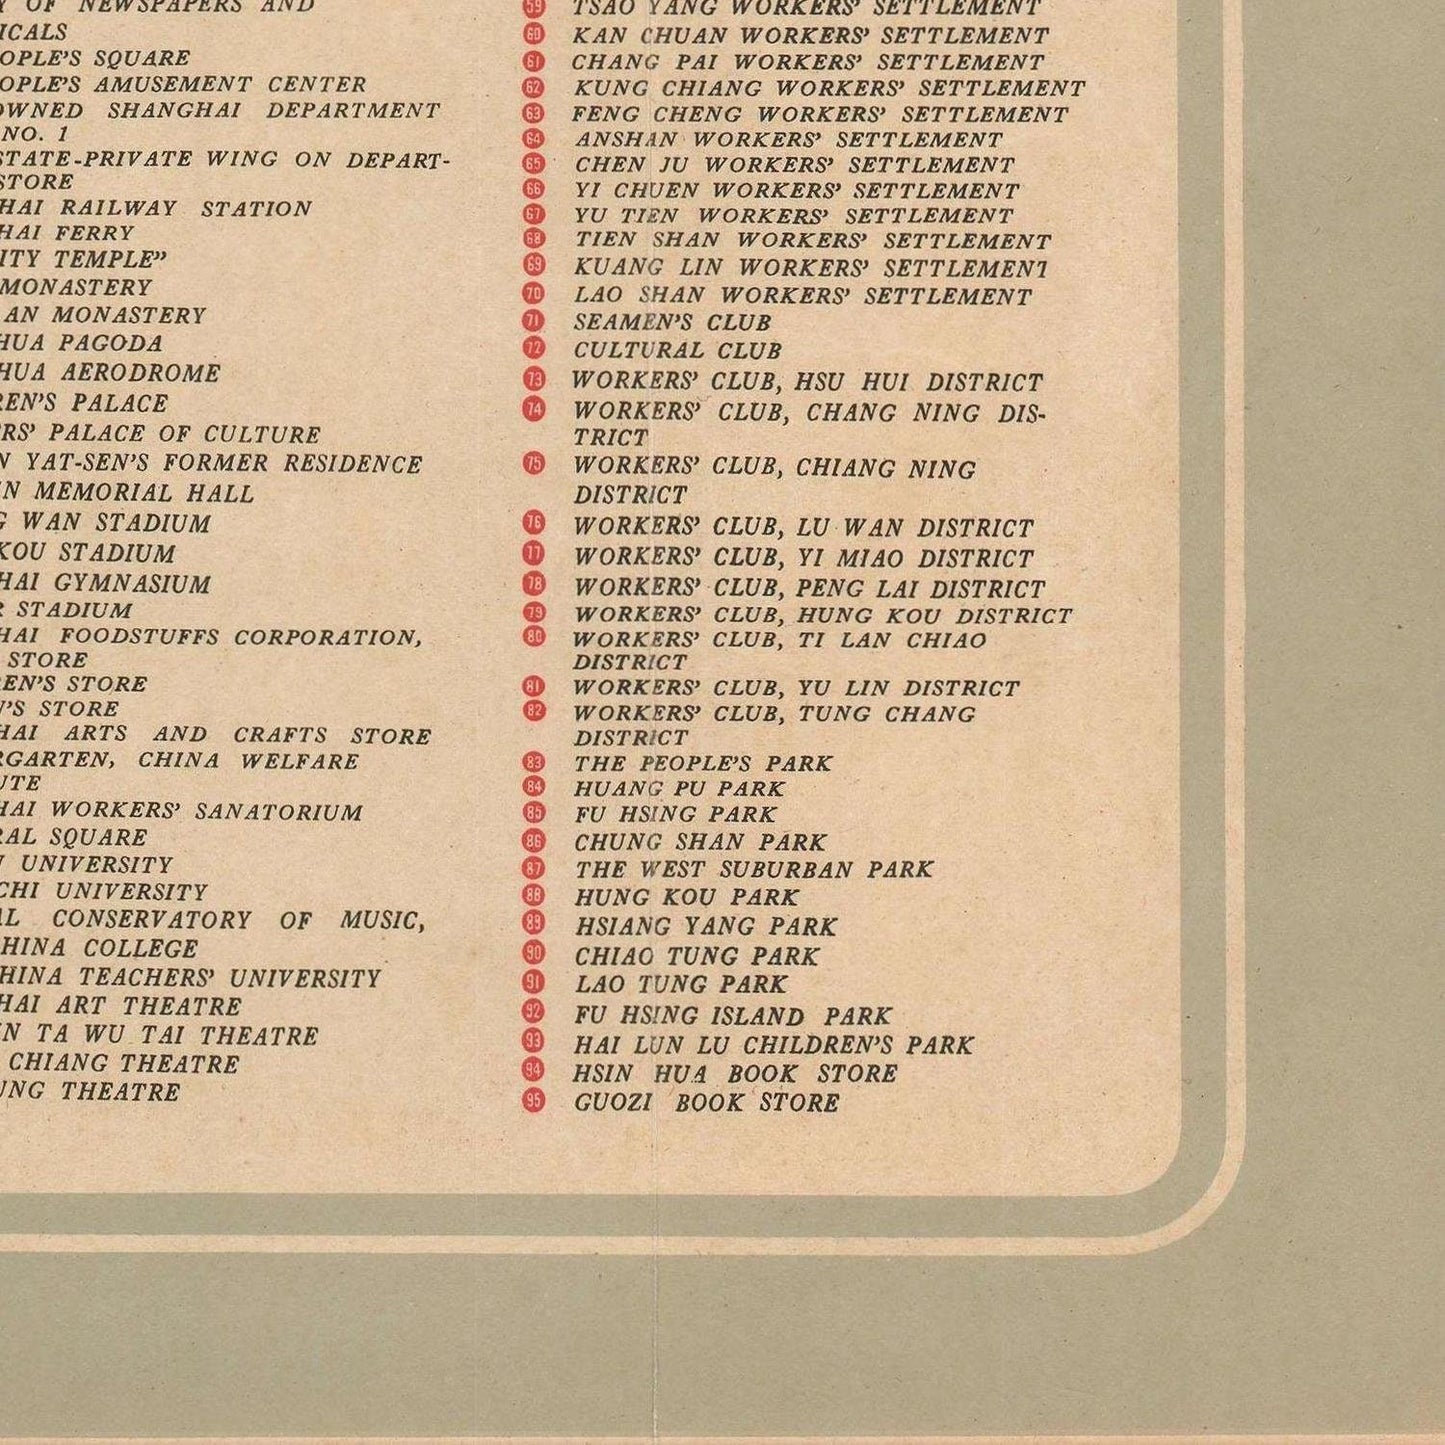 Y OF NEWSPAPERS AND
ICALS
OPLE'S SQUARE
OPLE'S AMUSEMENT CENTER
OWNED SHANGHAI DEPARTMENT
NO. 1
STATE-PRIVATE WING ON DEPART-
STORE
HAI RAILWAY STATION
HAI FERRY
ITY TEMPLE”
MONASTERY
AN MONASTERY
HUA PAGODA
HUA AERODROME
REN'S PALACE
ERS' PALACE OF CULTURE
N YAT-SEN'S FORMER RESIDENCE
N MEMORIAL HALL
G WAN STADIUM
KOU STADIUM
HAI GYMNASIUM
R STADIUM
HAI FOODSTUFFS CORPORATION,
STORE
REN'S STORE
N'S STORE
HAI ARTS AND CRAFTS STORE
RGARTEN, CHINA WELFARE
UTE
HAI WORKERS' SANATORIUM
RAL SQUARE
UNIVERSITY
CHI UNIVERSITY
AL CONSERVATORY OF MUSIC,
HINA COLLEGE
HINA TEACHERS' UNIVERSITY
HAI ART THEATRE
N TA WU TAI THEATRE
CHIANG THEATRE
UNG THEATRE
59 TSAO YANG WORKERS' SETTLEMENT
60 KAN CHUAN WORKERS' SETTLEMENT
61 CHANG PAI WORKERS' SETTLEMENT
62 KUNG CHIANG WORKERS' SETTLEMENT
63 FENG CHENG WORKERS' SETTLEMENT
64 ANSHAN WORKERS' SETTLEMENT
65 CHEN JU WORKERS' SETTLEMENT
66 YI CHUEN WORKERS' SETTLEMENT
67 YU TIEN WORKERS' SETTLEMENT
68 TIEN SHAN WORKERS' SETTLEMENT
69 KUANG LIN WORKERS' SETTLEMENT
70 LAO SHAN WORKERS' SETTLEMENT
71 SEAMEN'S CLUB
72 CULTURAL CLUB
73 WORKERS' CLUB, HSU HUI DISTRICT
74 WORKERS' CLUB, CHANG NING DIS-
TRICT
75 WORKERS' CLUB, CHIANG NING
DISTRICT
76 WORKERS' CLUB, LU WAN DISTRICT
77 WORKERS' CLUB, YI MIAO DISTRICT
78 WORKERS' CLUB, PENG LAI DISTRICT
79 WORKERS' CLUB, HUNG KOU DISTRICT
80 WORKERS' CLUB, TI LAN CHIAO
DISTRICT
81 WORKERS' CLUB, YU LIN DISTRICT
82 WORKERS' CLUB, TUNG CHANG
DISTRICT
83 THE PEOPLE'S PARK
84 HUANG PU PARK
85 FU HSING PARK
86 CHUNG SHAN PARK
87 THE WEST SUBURBAN PARK
88 HUNG KOU PARK
89 HSIANG YANG PARK
90 CHIAO TUNG PARK
91 LAO TUNG PARK
92 FU HSING ISLAND PARK
93 HAI LUN LU CHILDREN'S PARK
94 HSIN HUA BOOK STORE
95 GUOZI BOOK STORE